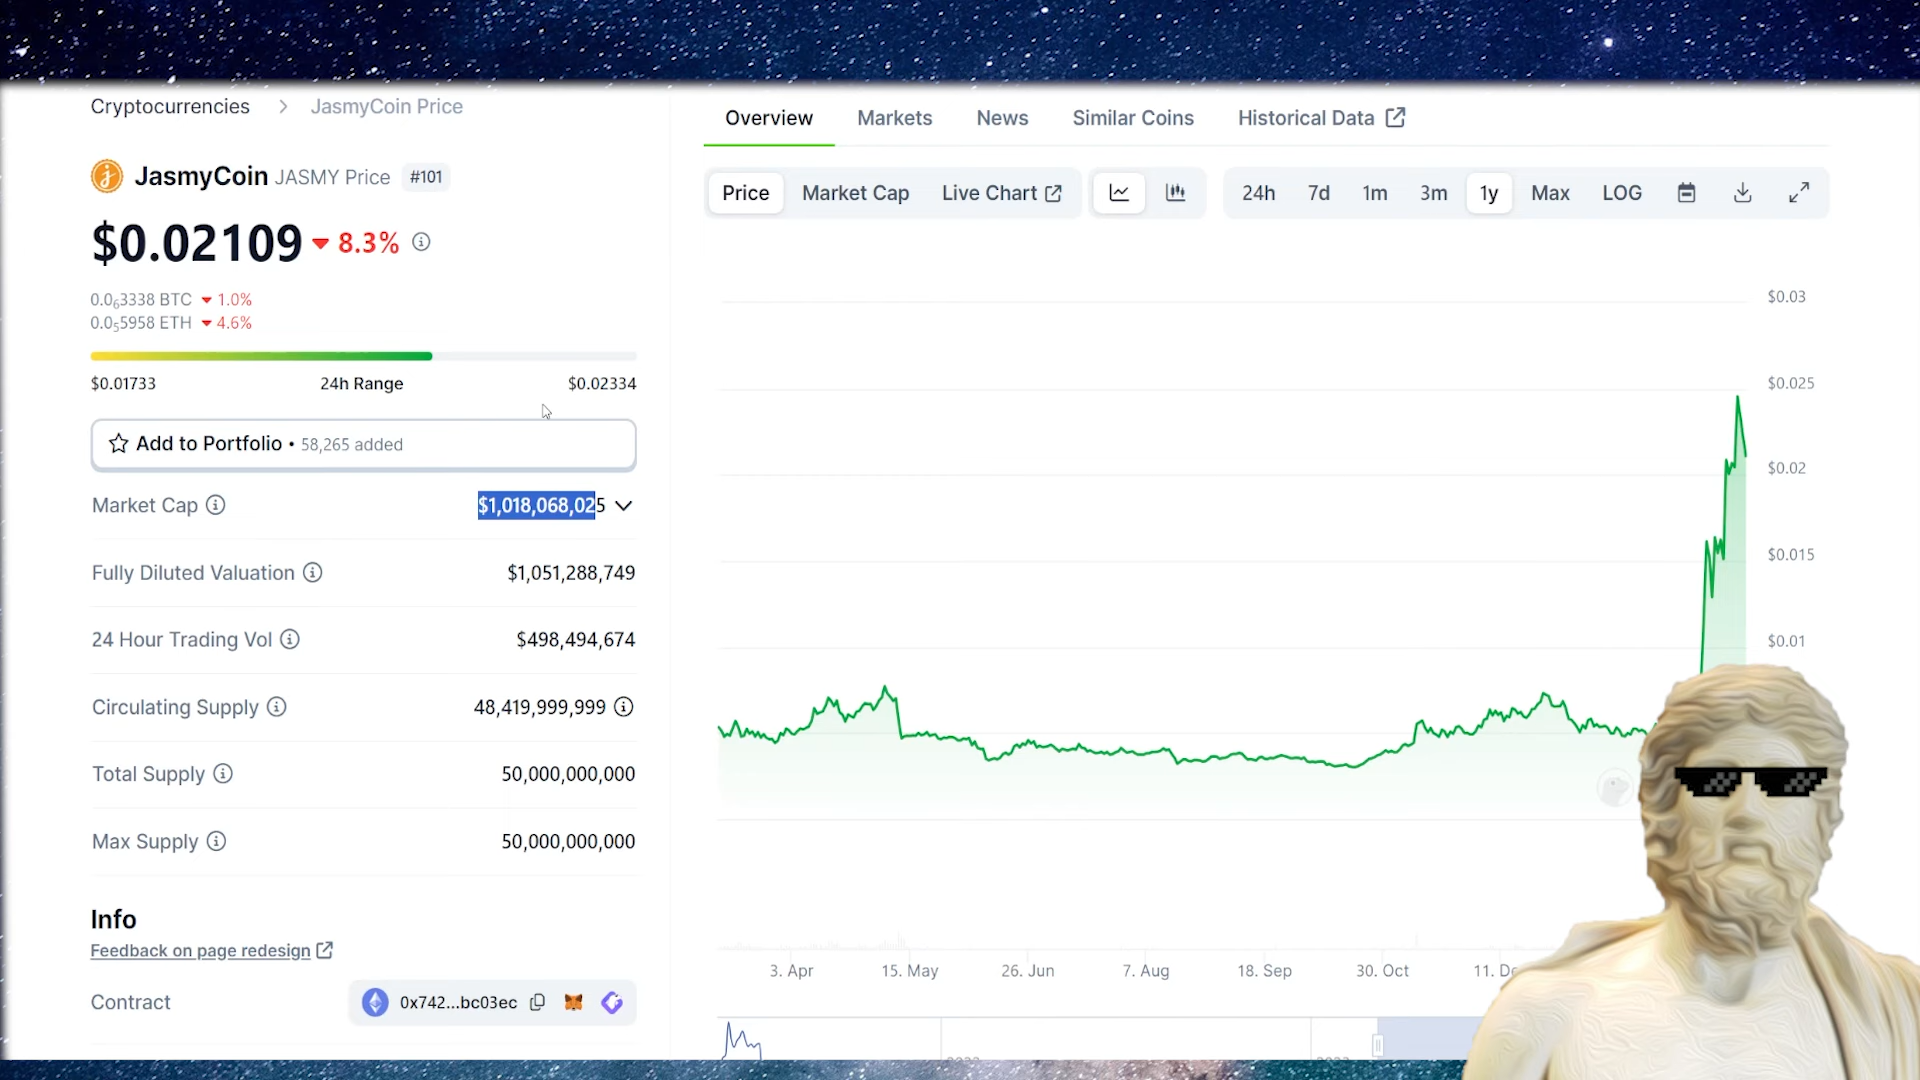 Cryptocurrencies > JasmyCoin Price
JasmyCoin JASMY Price #101
$0.02109 8.3%
0.0₆3338 BTC 1.0%
0.0₅5958 ETH 4.6%
$0.01733 24h Range $0.02334
Add to Portfolio • 58,265 added
Market Cap $1,018,068,025
Fully Diluted Valuation $1,051,288,749
24 Hour Trading Vol $498,494,674
Circulating Supply 48,419,999,999
Total Supply 50,000,000,000
Max Supply 50,000,000,000
Info
Feedback on page redesign
Contract 0x742...bc03ec
Overview Markets News Similar Coins Historical Data
Price Market Cap Live Chart 24h 7d 1m 3m 1y Max LOG
$0.03
$0.025
$0.02
$0.015
$0.01
3. Apr 15. May 26. Jun 7. Aug 18. Sep 30. Oct 11. De